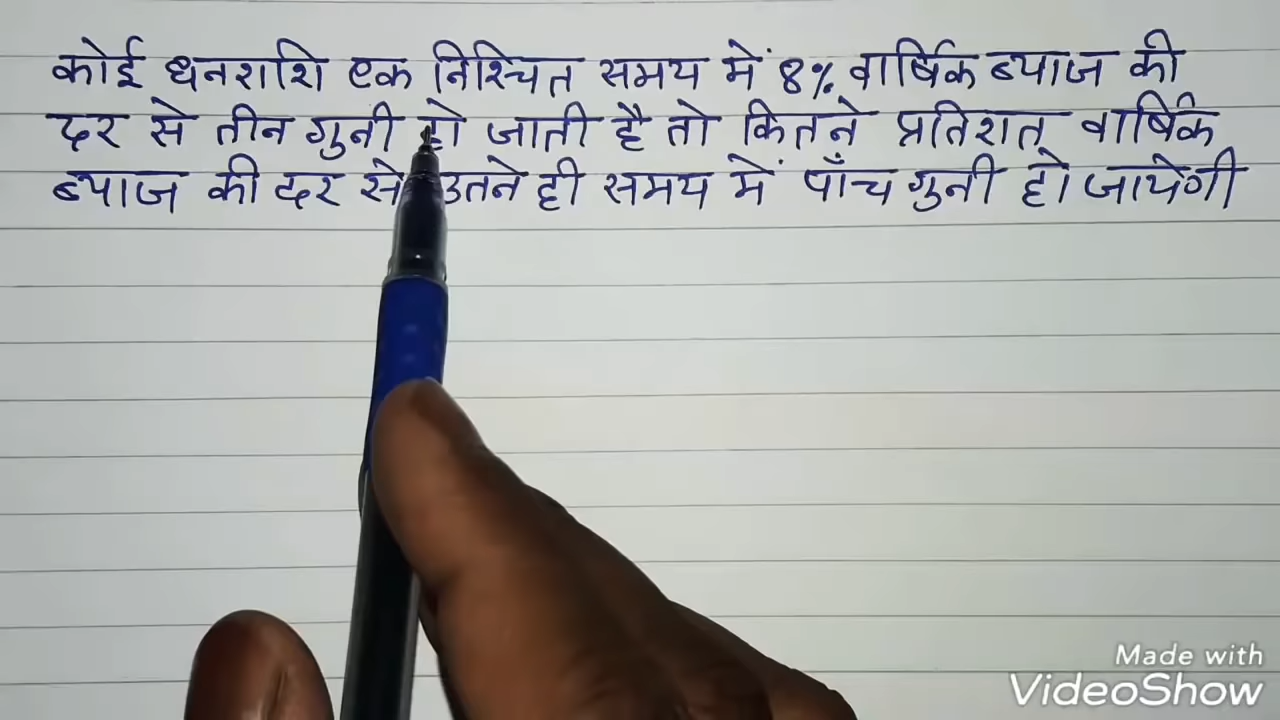 कोई धनराशि एक निश्चित समय में 8% वार्षिक ब्याज की
दर से तीन गुनी हो जाती है तो कितने प्रतिशत वार्षिक
ब्याज की दर से उतने ही समय में पाँच गुनी हो जायेगी
Made with
VideoShow